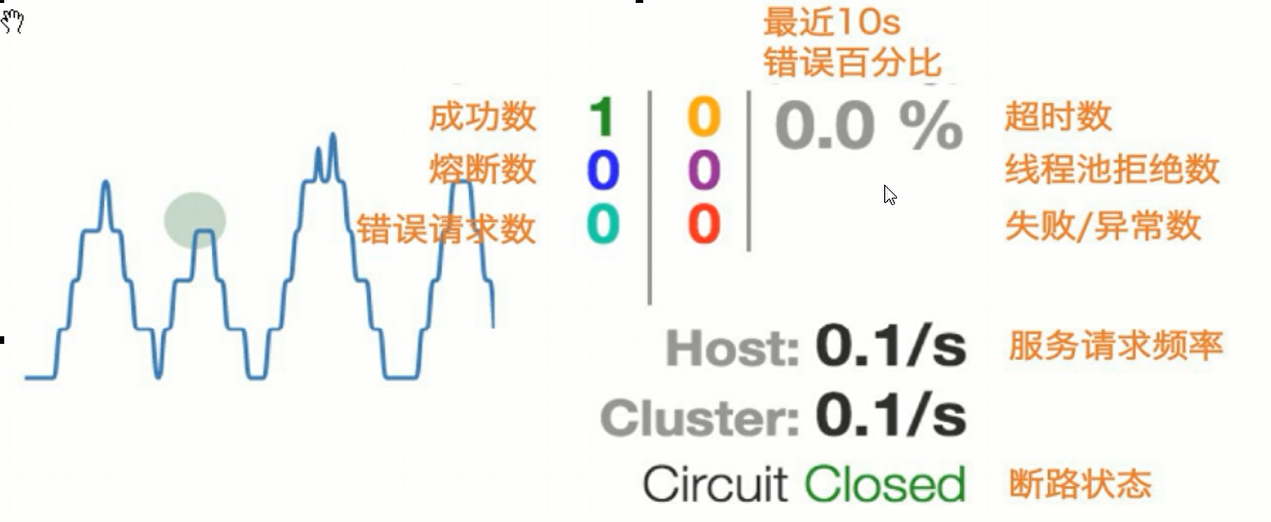 最近10s
错误百分比
成功数 1 0 0.0 % 超时数
熔断数 0 0 线程池拒绝数
错误请求数 0 0 失败/异常数
Host: 0.1/s 服务请求频率
Cluster: 0.1/s
Circuit Closed 断路状态